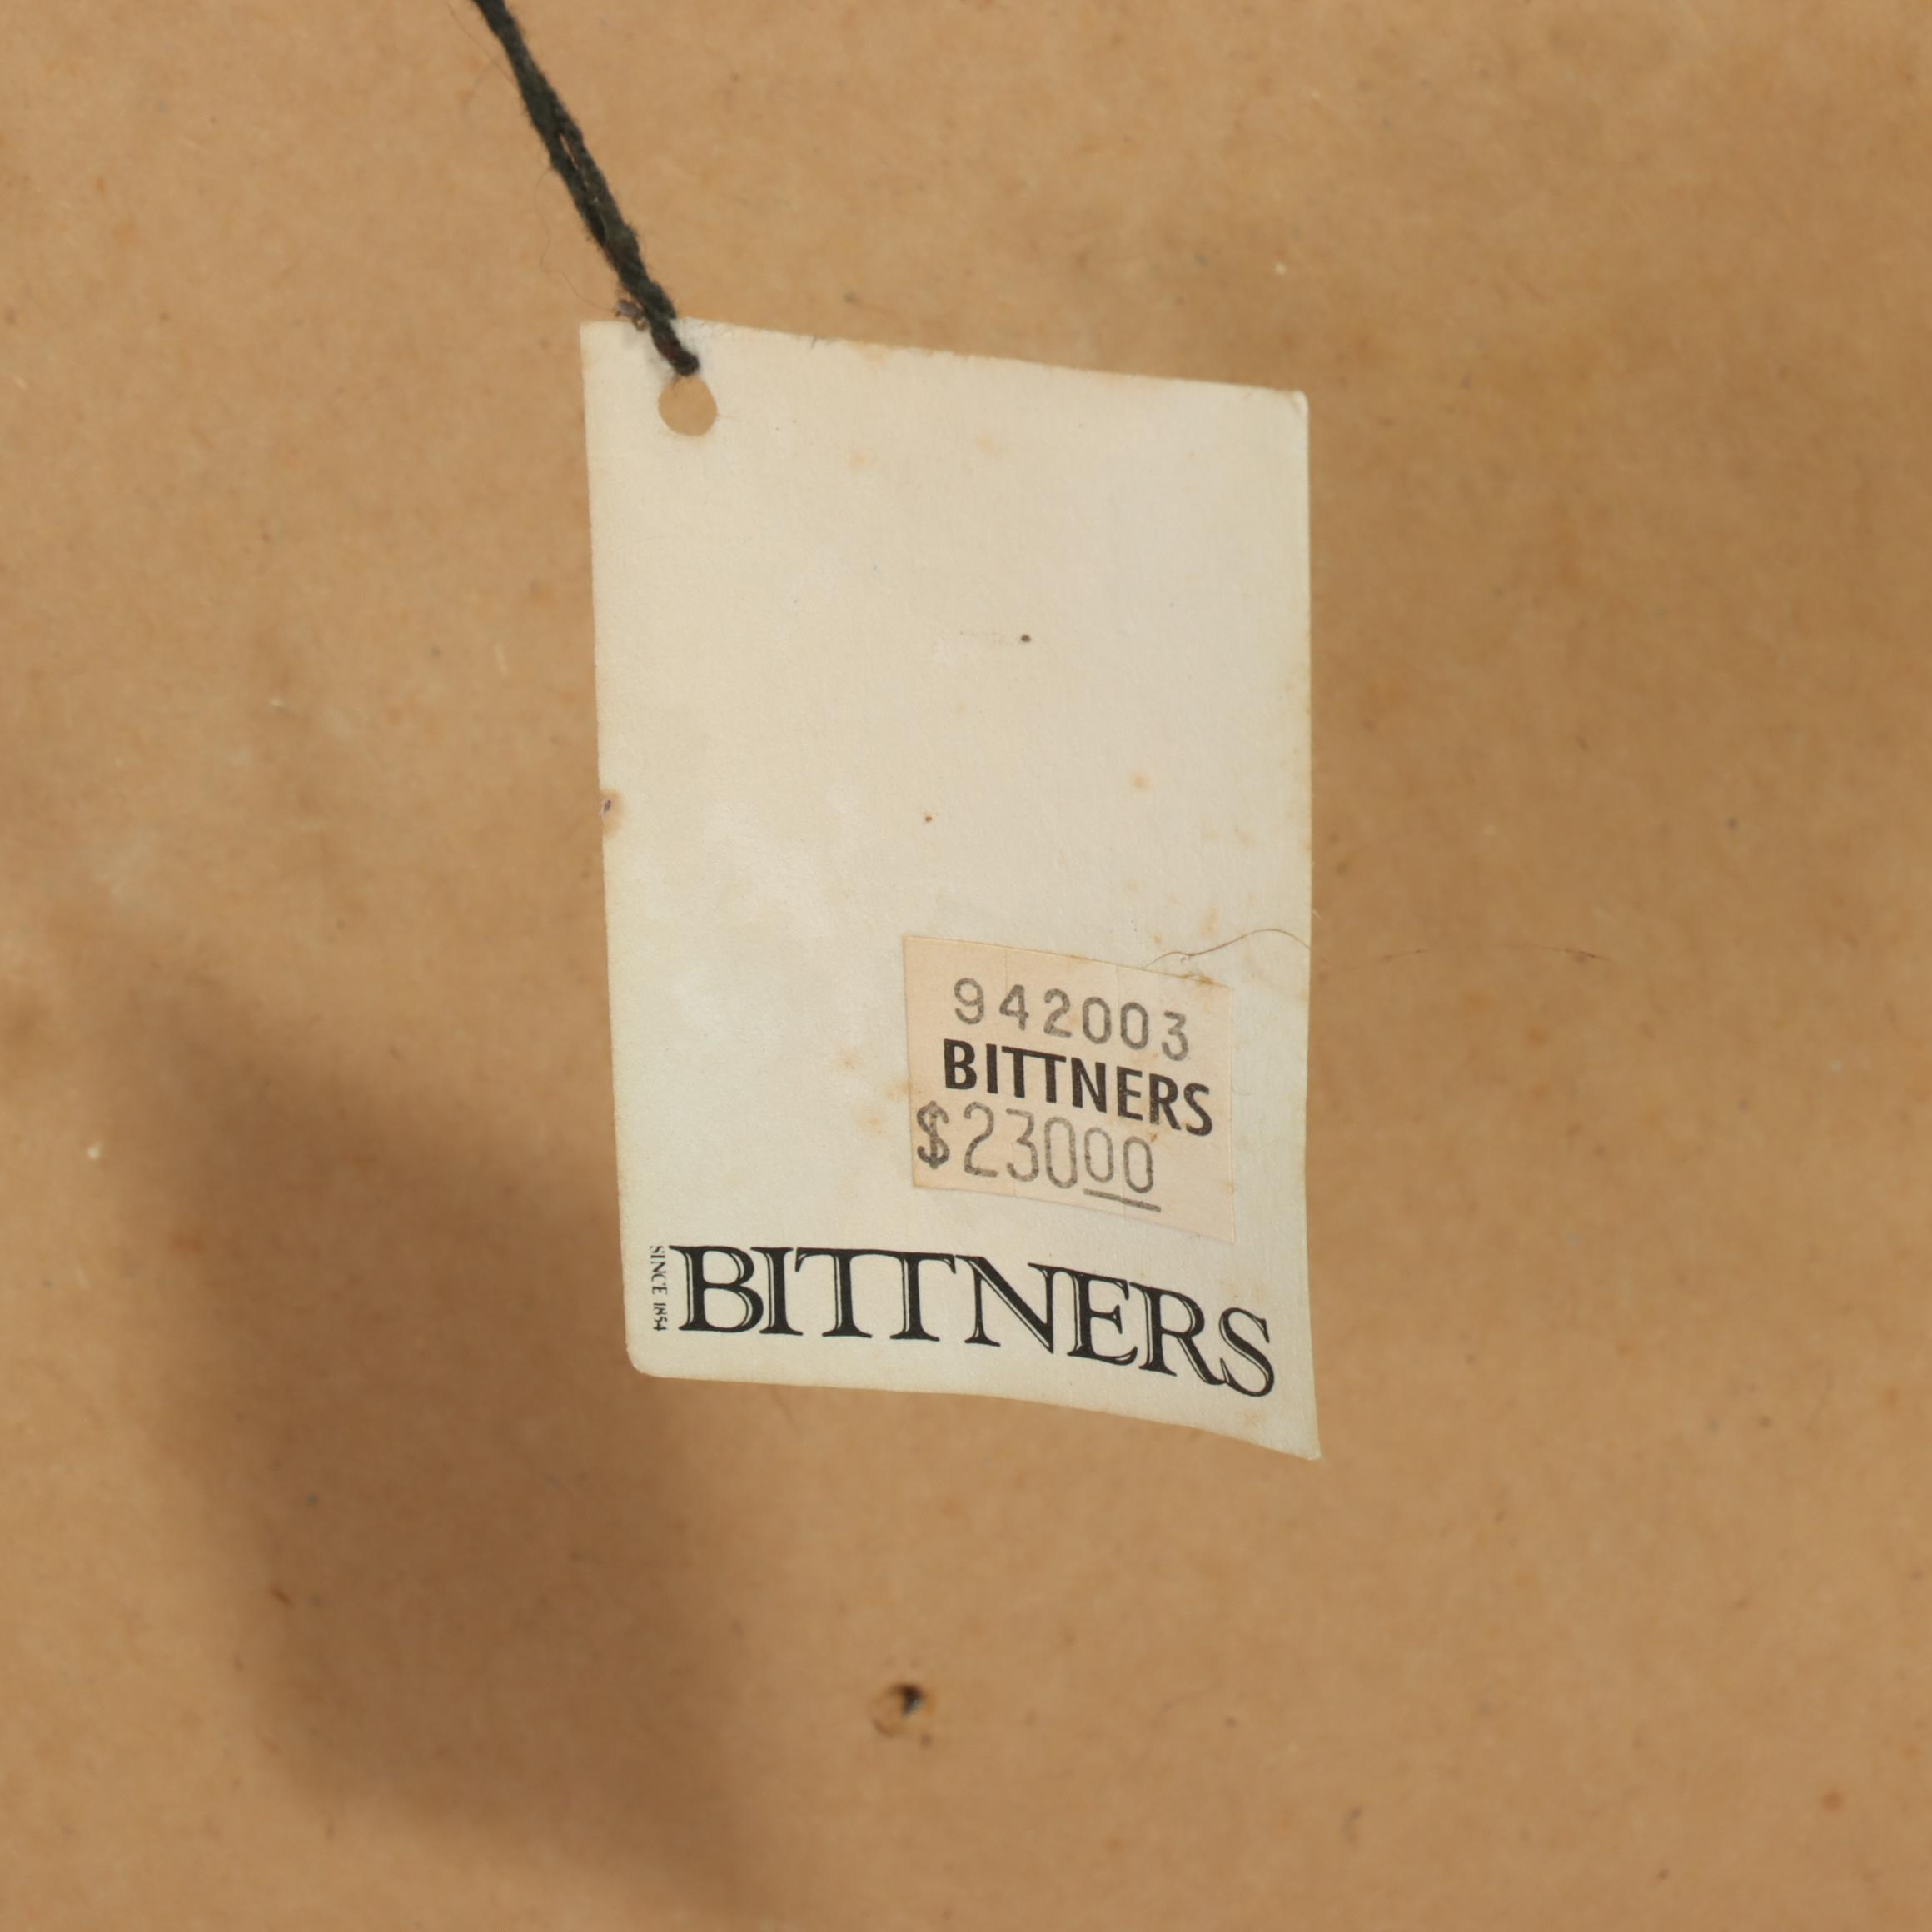 942003
BITTNERS
$23000
SINCE 1854
BITTNERS